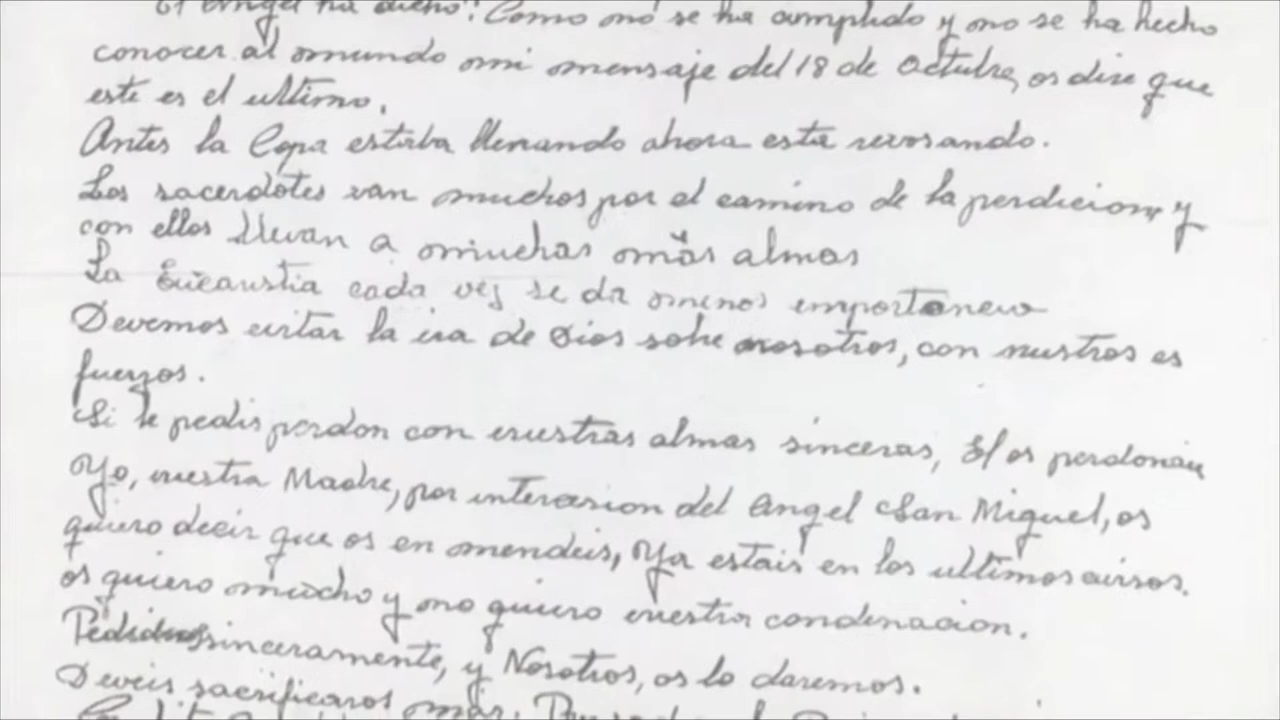 El Angel ha dicho: Como no se ha cumplido y no se ha hecho
conocer al mundo mi mensaje del 18 de Octubre, os dire que
este es el ultimo.
Antes la Copa estaba llenando ahora esta revosando.
Los sacerdotes van muchos por el camino de la perdicion y
con ellos llevan a muchas más almas
La Eucaristia cada vez se da menos importancia
Devemos evitar la ira de Dios sobre nosotros, con nustros es
fuerzos.
Si le pedis perdon con vuestras almas sinceras, El os perdonara
Yo, vuestra Madre, por intercesion del Angel San Miguel, os
quiero decir que os en mendeis, Ya estais en los ultimos avisos.
os quiero mucho y no quiero vuestra condenacion.
sinceramente, y Nosotros, os lo daremos.
Deveis sacrificaros mas.